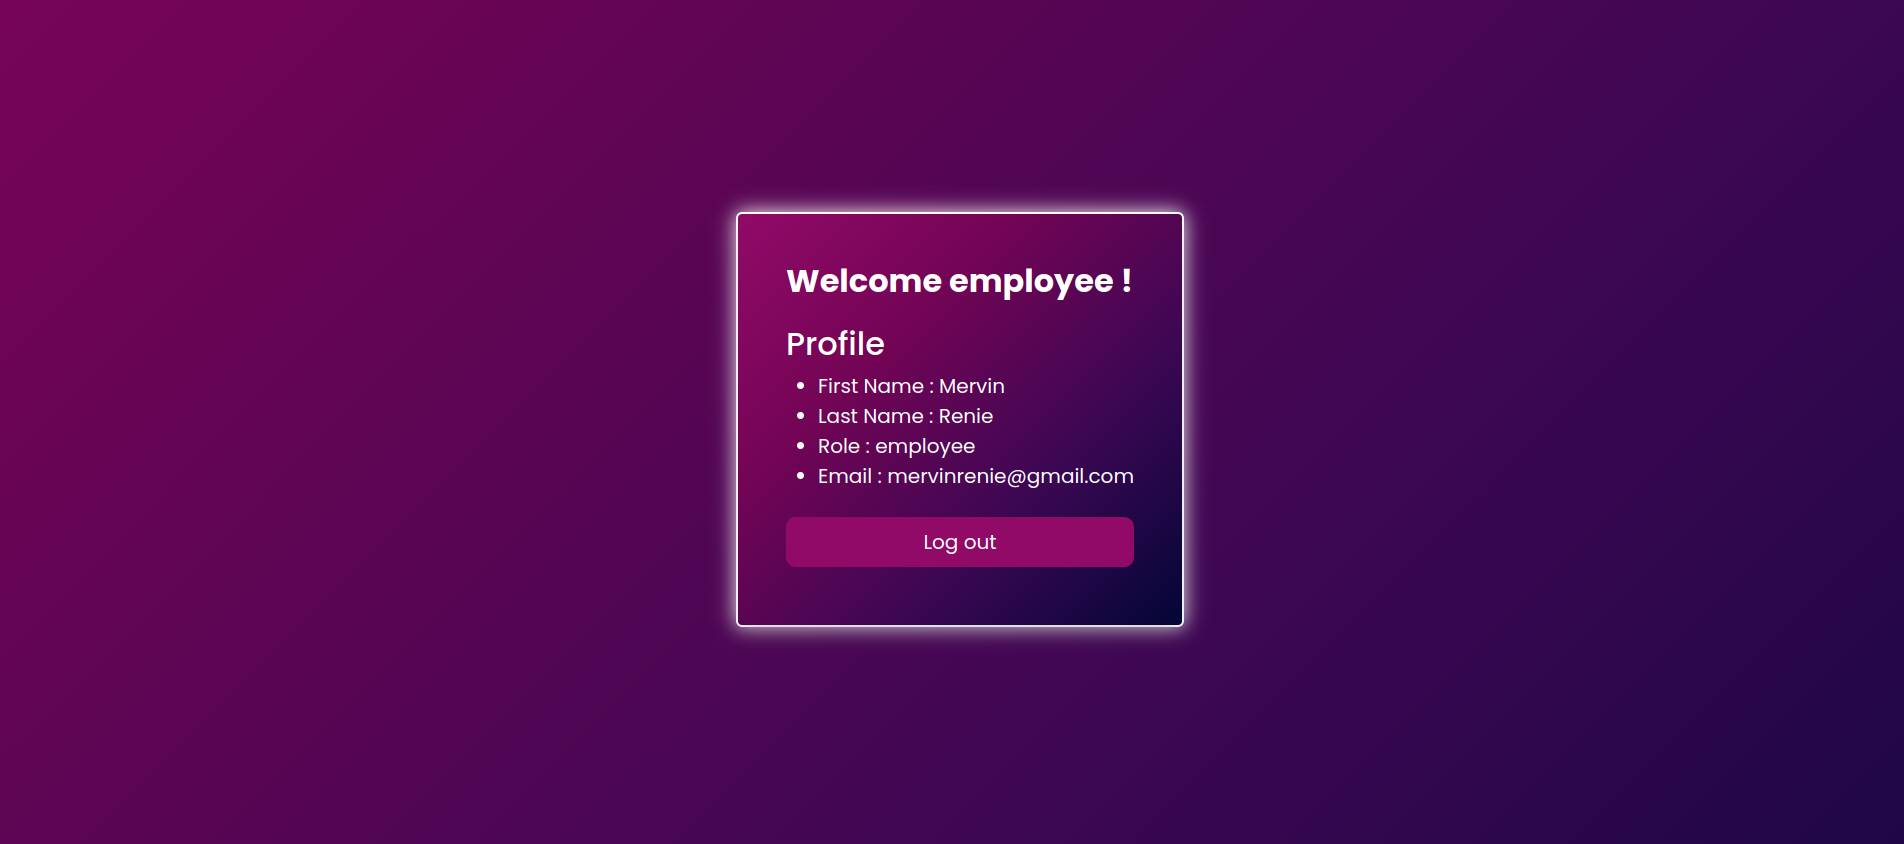 Welcome employee !
Profile
First Name : Mervin
Last Name : Renie
Role : employee
Email : mervinrenie@gmail.com
Log out